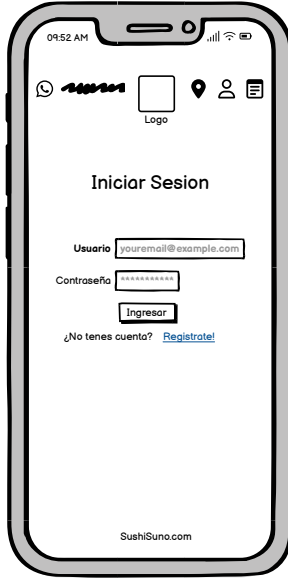 09:52 AM
Logo
Iniciar Sesion
Usuario youremail@example.com
Contraseña ***********
Ingresar
¿No tenes cuenta? Registrate!
SushiSuno.com